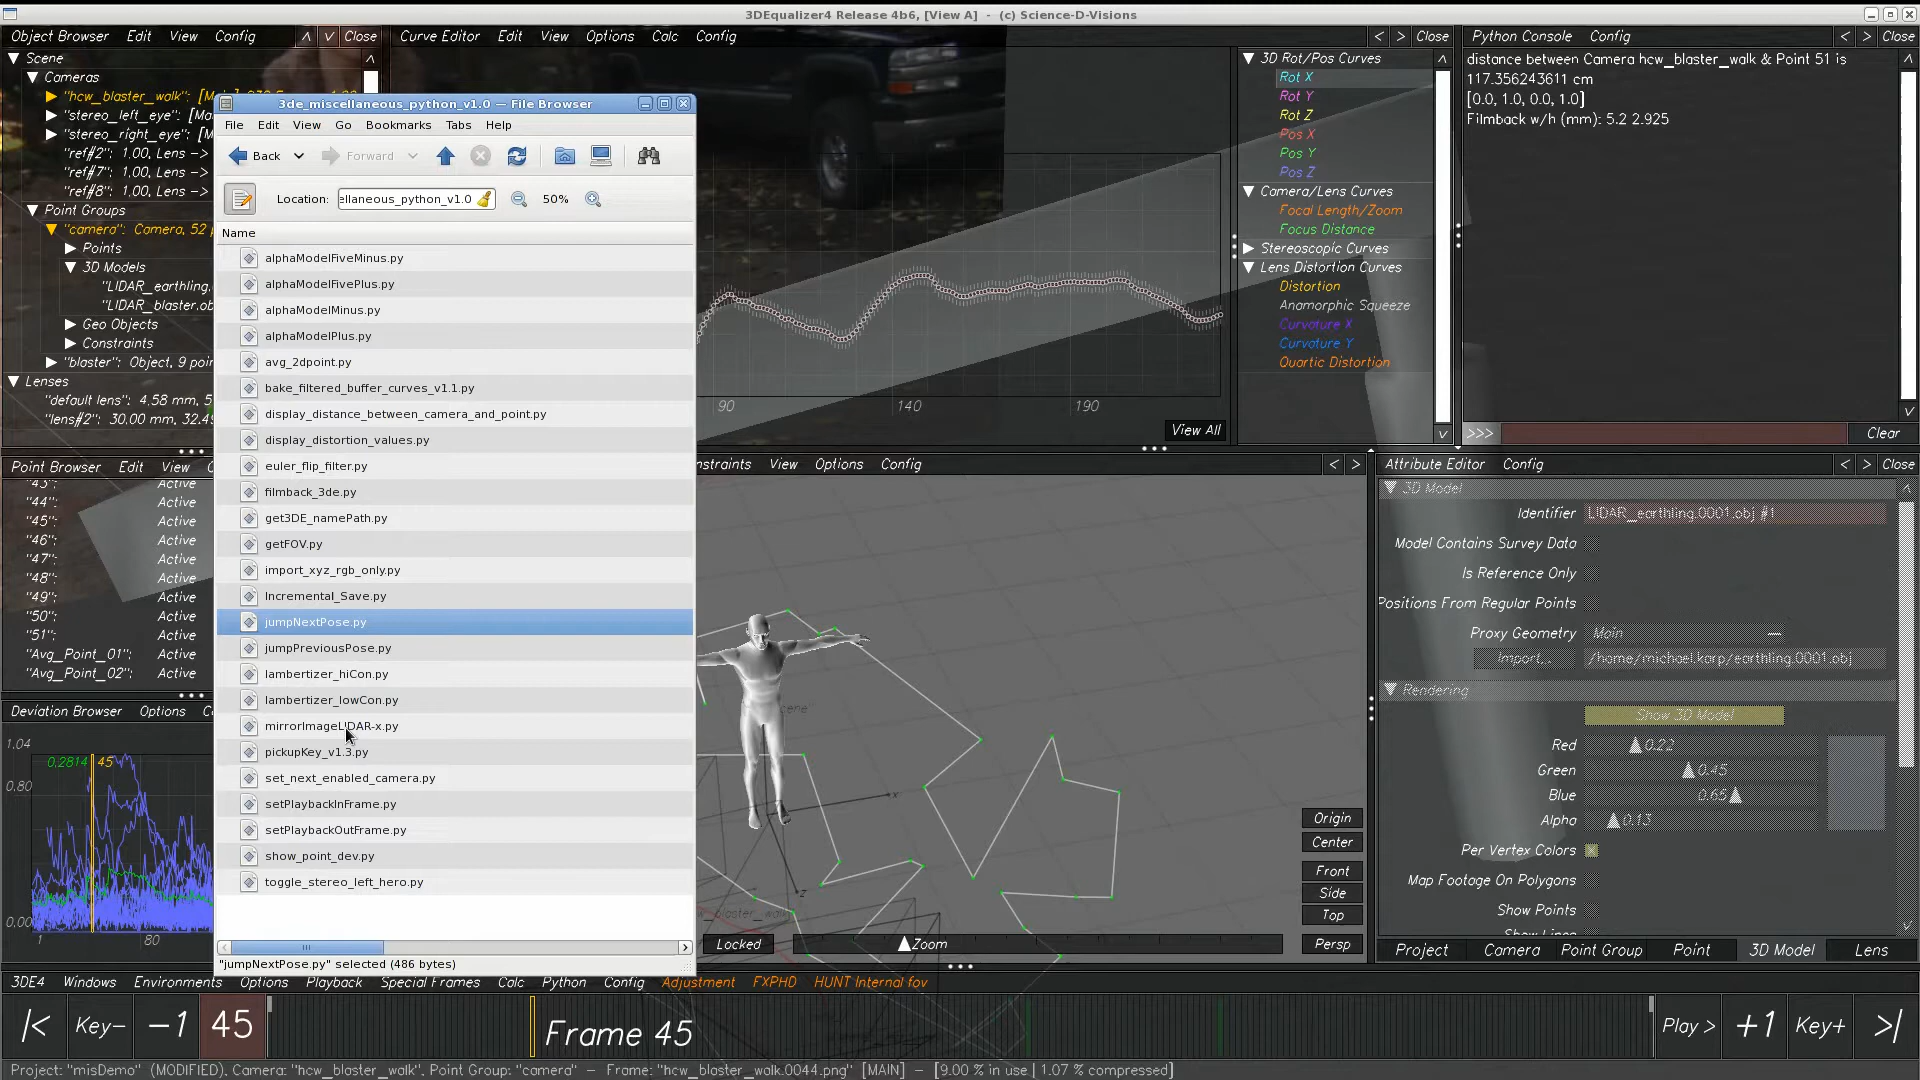 3DEqualizer4 Release 4b6, [View A]  -  (c) Science-D-Visions
Object Browser Edit View Config Close
Scene
Cameras
"hcw_blaster_walk": [Ma
"stereo_left_eye": [Ma
"stereo_right_eye": [Ma
"ref#2": 1.00, Lens ->
"ref#7": 1.00, Lens ->
"ref#8": 1.00, Lens ->
Point Groups
"camera": Camera, 52 p
Points
3D Models
"LIDAR_earthling.
"LIDAR_blaster.ob
Geo Objects
Constraints
"blaster": Object, 9 poin
Lenses
"default lens": 4.58 mm, 5
"lens#2": 30.00 mm, 32.4
Curve Editor Edit View Options Calc Config < > Close
90 140 190
View All
3D Rot/Pos Curves
Rot X
Rot Y
Rot Z
Pos X
Pos Y
Pos Z
Camera/Lens Curves
Focal Length/Zoom
Focus Distance
Stereoscopic Curves
Lens Distortion Curves
Distortion
Anamorphic Squeeze
Curvature X
Curvature Y
Quartic Distortion
Python Console Config < > Close
distance between Camera hcw_blaster_walk & Point 51 is
117.356243611 cm
[0.0, 1.0, 0.0, 1.0]
Filmback w/h (mm): 5.2 2.925
>>> Clear
3de_miscellaneous_python_v1.0 — File Browser
File Edit View Go Bookmarks Tabs Help
Back Forward
Location: ellaneous_python_v1.0 50%
Name
alphaModelFiveMinus.py
alphaModelFivePlus.py
alphaModelMinus.py
alphaModelPlus.py
avg_2dpoint.py
bake_filtered_buffer_curves_v1.1.py
display_distance_between_camera_and_point.py
display_distortion_values.py
euler_flip_filter.py
filmback_3de.py
get3DE_namePath.py
getFOV.py
import_xyz_rgb_only.py
Incremental_Save.py
jumpNextPose.py
jumpPreviousPose.py
lambertizer_hiCon.py
lambertizer_lowCon.py
mirrorImageLIDAR-x.py
pickupKey_v1.3.py
set_next_enabled_camera.py
setPlaybackInFrame.py
setPlaybackOutFrame.py
show_point_dev.py
toggle_stereo_left_hero.py
"jumpNextPose.py" selected (486 bytes)
Point Browser Edit View
"43": Active
"44": Active
"45": Active
"46": Active
"47": Active
"48": Active
"49": Active
"50": Active
"51": Active
"Avg_Point_01": Active
"Avg_Point_02": Active
Deviation Browser Options
1.04
0.2814 45
0.80
0.00
1 80
nstraints View Options Config < >
x
z
Origin
Center
Front
Side
Top
Locked Zoom Persp
Attribute Editor Config < > Close
3D Model
Identifier LIDAR_earthling.0001.obj #1
Model Contains Survey Data
Is Reference Only
Positions From Regular Points
Proxy Geometry Main
Import... /home/michael.karp/earthling.0001.obj
Rendering
Show 3D Model
Red 0.22
Green 0.45
Blue 0.65
Alpha 0.13
Per Vertex Colors
Map Footage On Polygons
Show Points
Project Camera Point Group Point 3D Model Lens
3DE4 Windows Environments Options Playback Special Frames Calc Python Config Adjustment FXPHD HUNT Internal fov
|< Key- -1 45 Frame 45 Play > +1 Key+ >|
Project: "misDemo"  (MODIFIED), Camera: "hcw_blaster_walk", Point Group: "camera"  -  Frame: "hcw_blaster_walk.0044.png"  [MAIN]  -  [9.00 % in use | 1.07 % compressed]